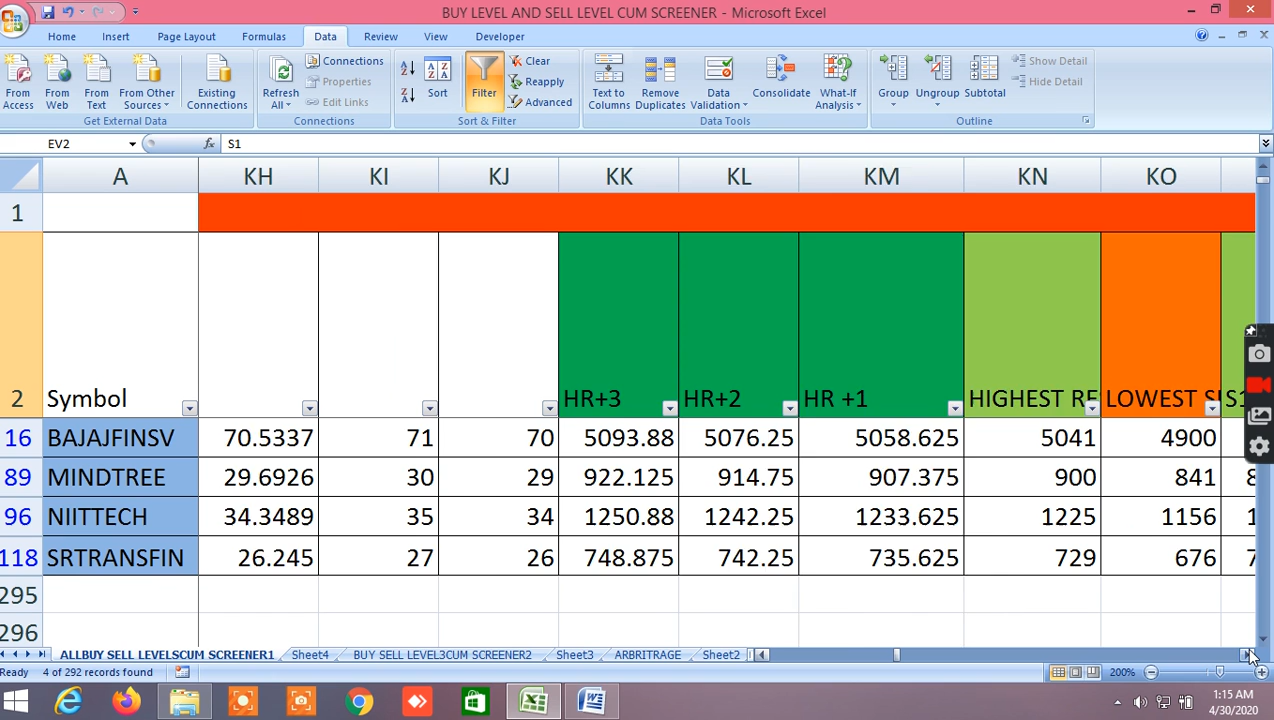 BUY LEVEL AND SELL LEVEL CUM SCREENER - Microsoft Excel
Home Insert Page Layout Formulas Data Review View Developer
From Access
From Web
From Text
From Other Sources
Existing Connections
Refresh All
Connections
Properties
Edit Links
Sort
Filter
Clear
Reapply
Advanced
Text to Columns
Remove Duplicates
Data Validation
Consolidate
What-If Analysis
Group
Ungroup
Subtotal
Show Detail
Hide Detail
Get External Data Connections Sort & Filter Data Tools Outline
EV2 fx S1
A KH KI KJ KK KL KM KN KO
1
2 Symbol HR+3 HR+2 HR +1 HIGHEST RE LOWEST S S1
16 BAJAJFINSV 70.5337 71 70 5093.88 5076.25 5058.625 5041 4900
89 MINDTREE 29.6926 30 29 922.125 914.75 907.375 900 841 8
96 NIITTECH 34.3489 35 34 1250.88 1242.25 1233.625 1225 1156 1
118 SRTRANSFIN 26.245 27 26 748.875 742.25 735.625 729 676 7
295
296
ALLBUY SELL LEVELSCUM SCREENER1 Sheet4 BUY SELL LEVEL3CUM SCREENER2 Sheet3 ARBRITRAGE Sheet2
Ready 4 of 292 records found 200%
1:15 AM
4/30/2020